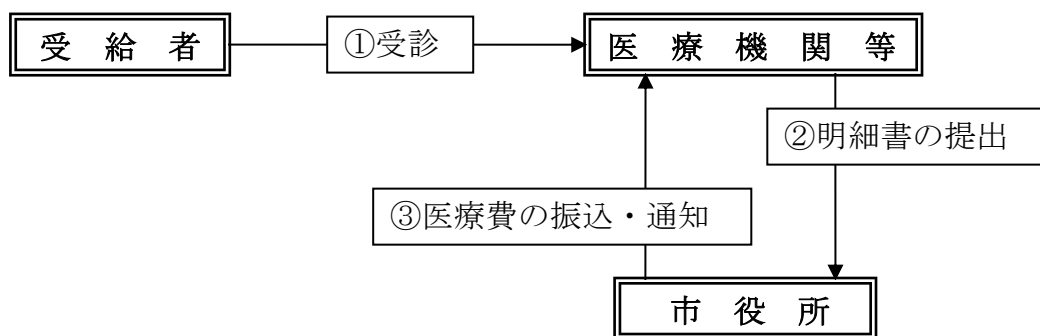 受 給 者
①受診
医 療 機 関 等
②明細書の提出
③医療費の振込・通知
市 役 所